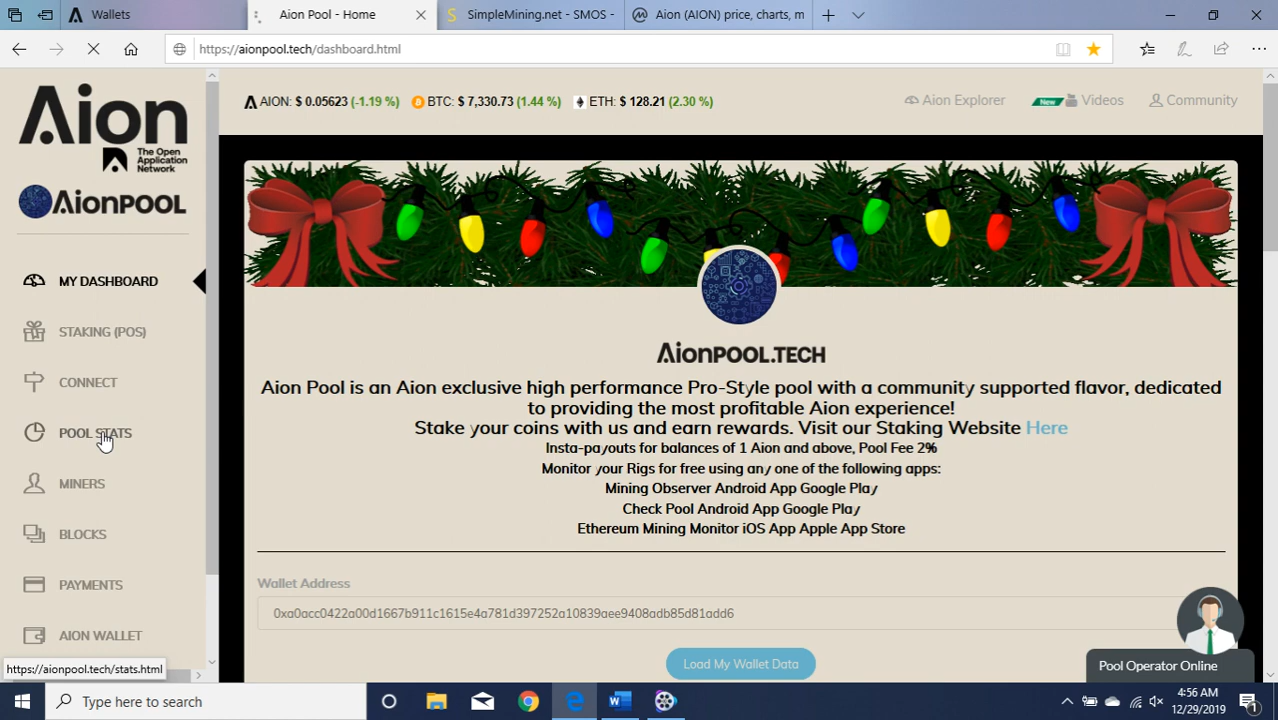 Wallets
Aion Pool - Home
SimpleMining.net - SMOS -
Aion (AION) price, charts, m
https://aionpool.tech/dashboard.html
Aion
The Open
Application
Network
AionPOOL
AION: $ 0.05623 (-1.19 %)
BTC: $ 7,330.73 (1.44 %)
ETH: $ 128.21 (2.30 %)
Aion Explorer
New
Videos
Community
MY DASHBOARD
STAKING (POS)
CONNECT
POOL STATS
MINERS
BLOCKS
PAYMENTS
AION WALLET
https://aionpool.tech/stats.html
AionPOOL.TECH
Aion Pool is an Aion exclusive high performance Pro-Style pool with a community supported flavor, dedicated
to providing the most profitable Aion experience!
Stake your coins with us and earn rewards. Visit our Staking Website Here
Insta-payouts for balances of 1 Aion and above, Pool Fee 2%
Monitor your Rigs for free using any one of the following apps:
Mining Observer Android App Google Play
Check Pool Android App Google Play
Ethereum Mining Monitor iOS App Apple App Store
Wallet Address
0xa0acc0422a00d1667b911c1615e4a781d397252a10839aee9408adb85d81add6
Load My Wallet Data
Pool Operator Online
Type here to search
4:56 AM
12/29/2019
1